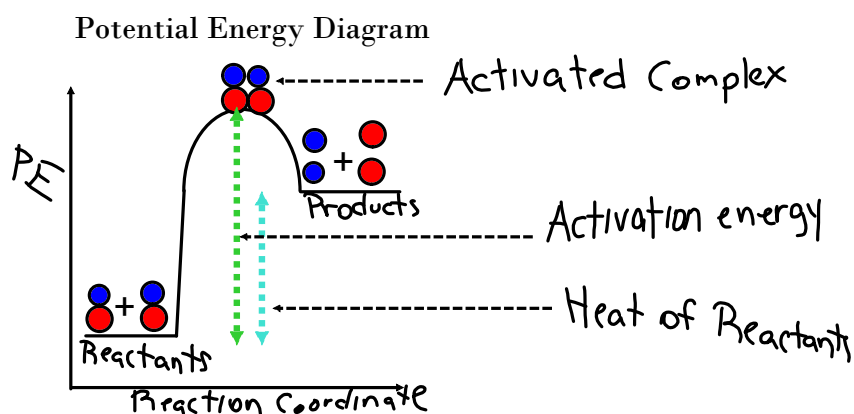 Potential Energy Diagram
Activated Complex
PE
+
+
Products
Activation energy
Heat of Reactants
Reactants
Reaction Coordinate